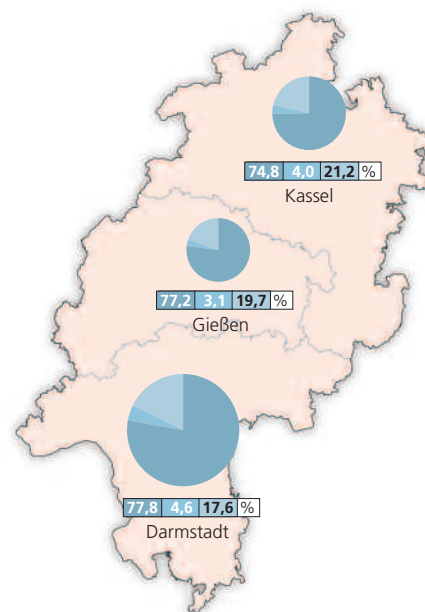 74,8 4,0 21,2 %
Kassel
77,2 3,1 19,7 %
Gießen
77,8 4,6 17,6 %
Darmstadt